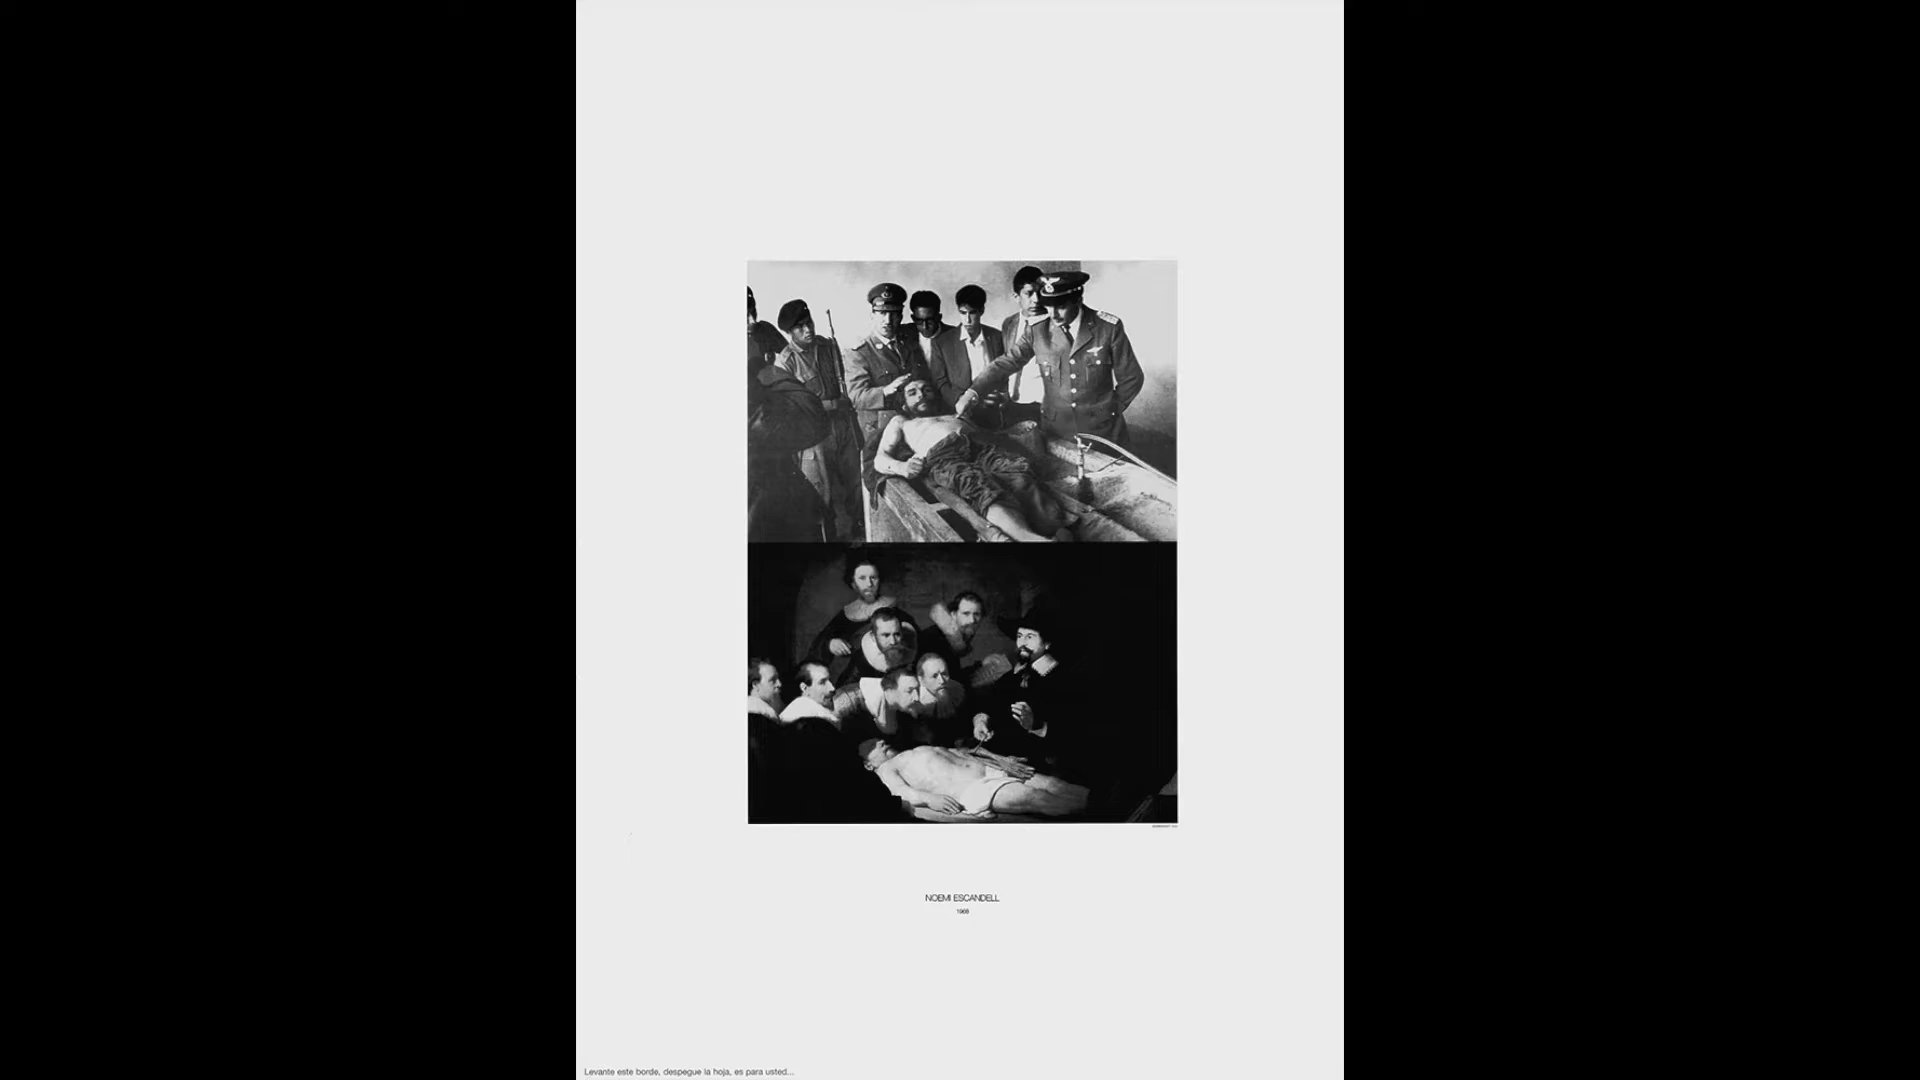 NOEMI ESCANDELL
1968
Levante este borde, despegue la hoja, es para usted...